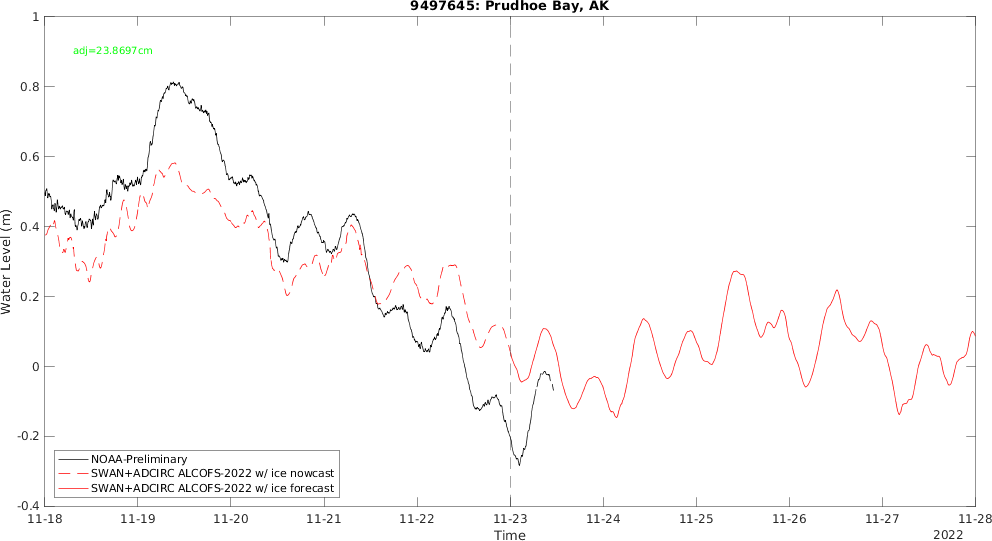 9497645: Prudhoe Bay, AK
1
adj=23.8697cm
0.8
0.6
0.4
0.2
0
-0.2
-0.4
Water Level (m)
NOAA-Preliminary
SWAN+ADCIRC ALCOFS-2022 w/ ice nowcast
SWAN+ADCIRC ALCOFS-2022 w/ ice forecast
11-18 11-19 11-20 11-21 11-22 11-23 11-24 11-25 11-26 11-27 11-28
Time
2022